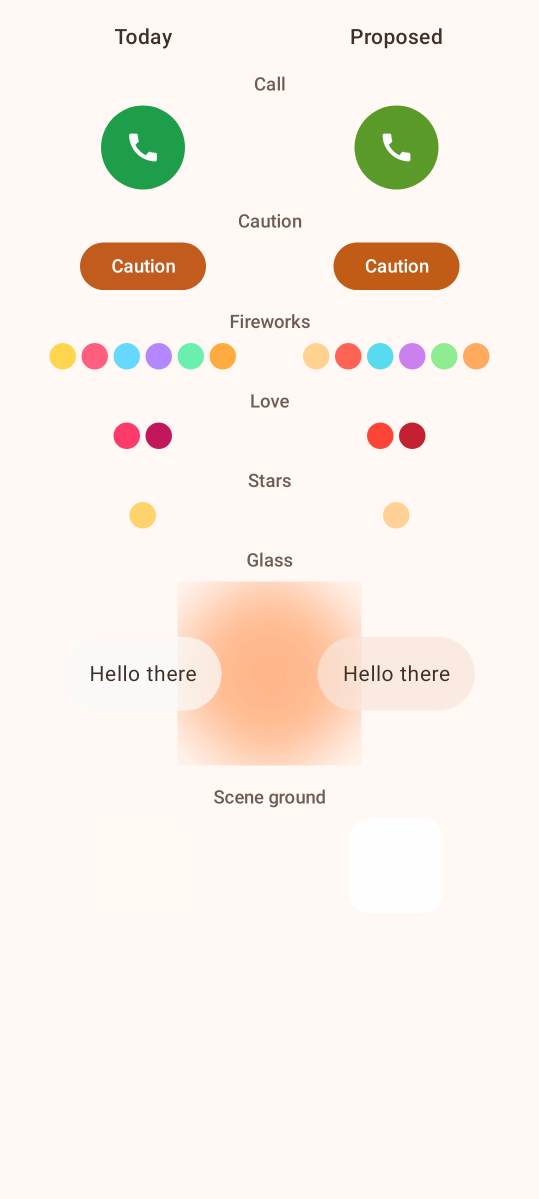 Today Proposed
Call
Caution
Caution Caution
Fireworks
Love
Stars
Glass
Hello there Hello there
Scene ground